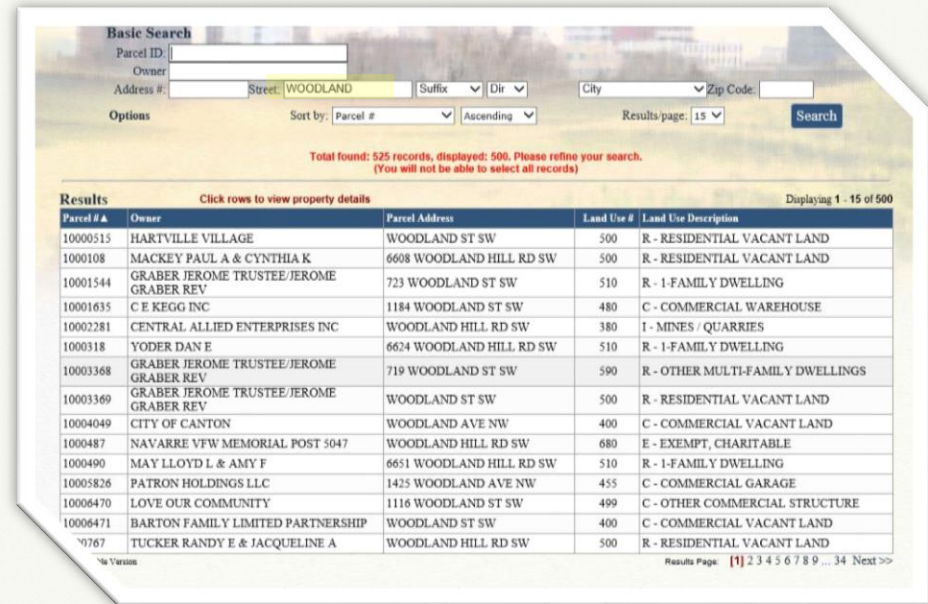 Basic Search
Parcel ID:
Owner
Address #: Street: WOODLAND Suffix Dir City Zip Code:
Options Sort by: Parcel # Ascending Results/page: 15 Search
Total found: 525 records, displayed: 500. Please refine your search.
(You will not be able to select all records)
Results Click rows to view property details Displaying 1 - 15 of 500
Parcel # ▲ Owner Parcel Address Land Use # Land Use Description
10000515 HARTVILLE VILLAGE WOODLAND ST SW 500 R - RESIDENTIAL VACANT LAND
1000108 MACKEY PAUL A & CYNTHIA K 6608 WOODLAND HILL RD SW 500 R - RESIDENTIAL VACANT LAND
10001544 GRABER JEROME TRUSTEE/JEROME GRABER REV 723 WOODLAND ST SW 510 R - 1-FAMILY DWELLING
10001635 C E KEGG INC 1184 WOODLAND ST SW 480 C - COMMERCIAL WAREHOUSE
10002281 CENTRAL ALLIED ENTERPRISES INC WOODLAND HILL RD SW 380 I - MINES / QUARRIES
1000318 YODER DAN E 6624 WOODLAND HILL RD SW 510 R - 1-FAMILY DWELLING
10003368 GRABER JEROME TRUSTEE/JEROME GRABER REV 719 WOODLAND ST SW 590 R - OTHER MULTI-FAMILY DWELLINGS
10003369 GRABER JEROME TRUSTEE/JEROME GRABER REV WOODLAND ST SW 500 R - RESIDENTIAL VACANT LAND
10004049 CITY OF CANTON WOODLAND AVE NW 400 C - COMMERCIAL VACANT LAND
1000487 NAVARRE VFW MEMORIAL POST 5047 WOODLAND HILL RD SW 680 E - EXEMPT, CHARITABLE
1000490 MAY LLOYD L & AMY F 6651 WOODLAND HILL RD SW 510 R - 1-FAMILY DWELLING
10005826 PATRON HOLDINGS LLC 1425 WOODLAND AVE NW 455 C - COMMERCIAL GARAGE
10006470 LOVE OUR COMMUNITY 1116 WOODLAND ST SW 499 C - OTHER COMMERCIAL STRUCTURE
10006471 BARTON FAMILY LIMITED PARTNERSHIP WOODLAND ST SW 400 C - COMMERCIAL VACANT LAND
0767 TUCKER RANDY E & JACQUELINE A WOODLAND HILL RD SW 500 R - RESIDENTIAL VACANT LAND
Version Results Page: [1] 2 3 4 5 6 7 8 9 ... 34 Next >>